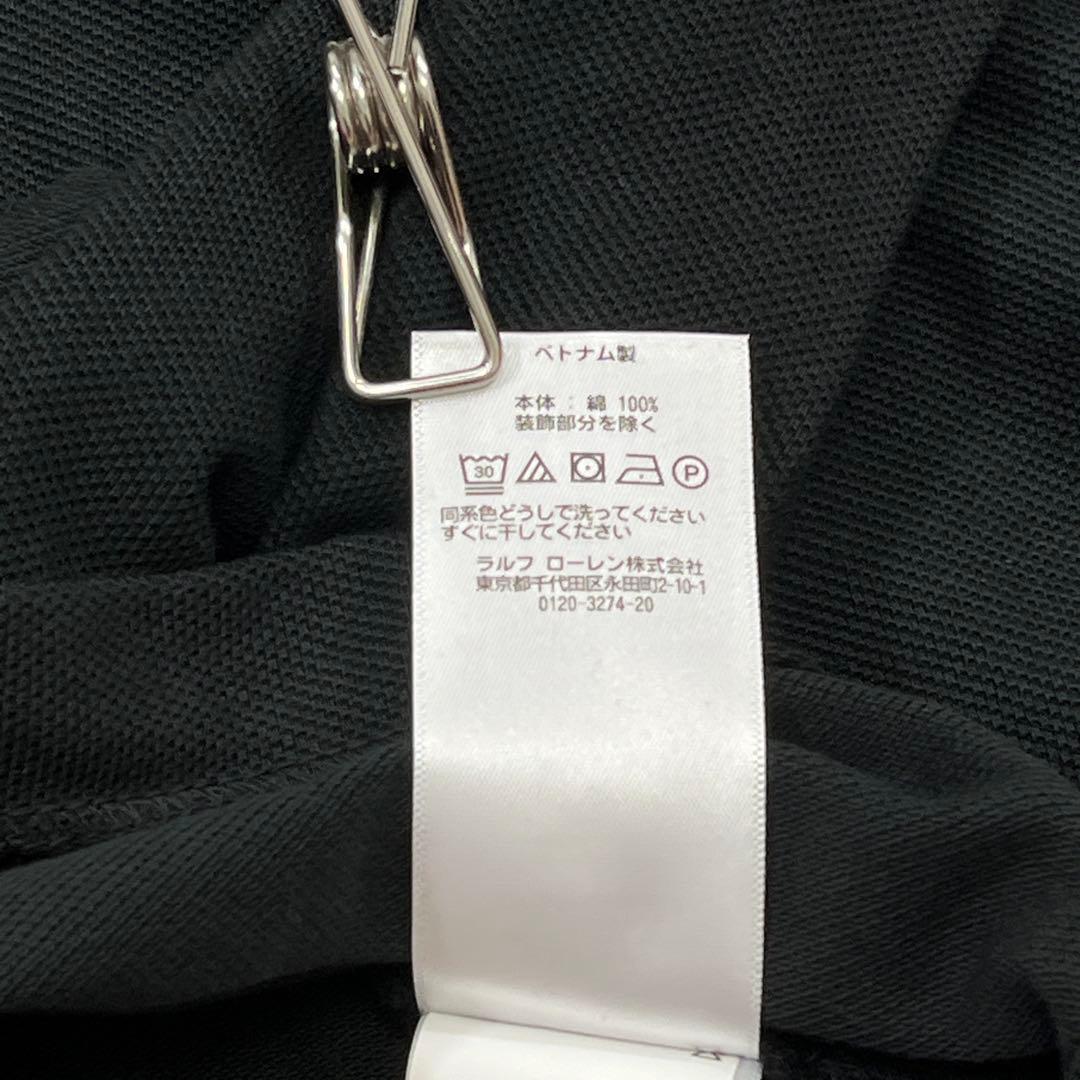 ベトナム製
本体 : 綿 100%
装飾部分を除く
30 P
同系色どうしで洗ってください
すぐに干してください
ラルフ ローレン株式会社
東京都千代田区永田町2-10-1
0120-3274-20